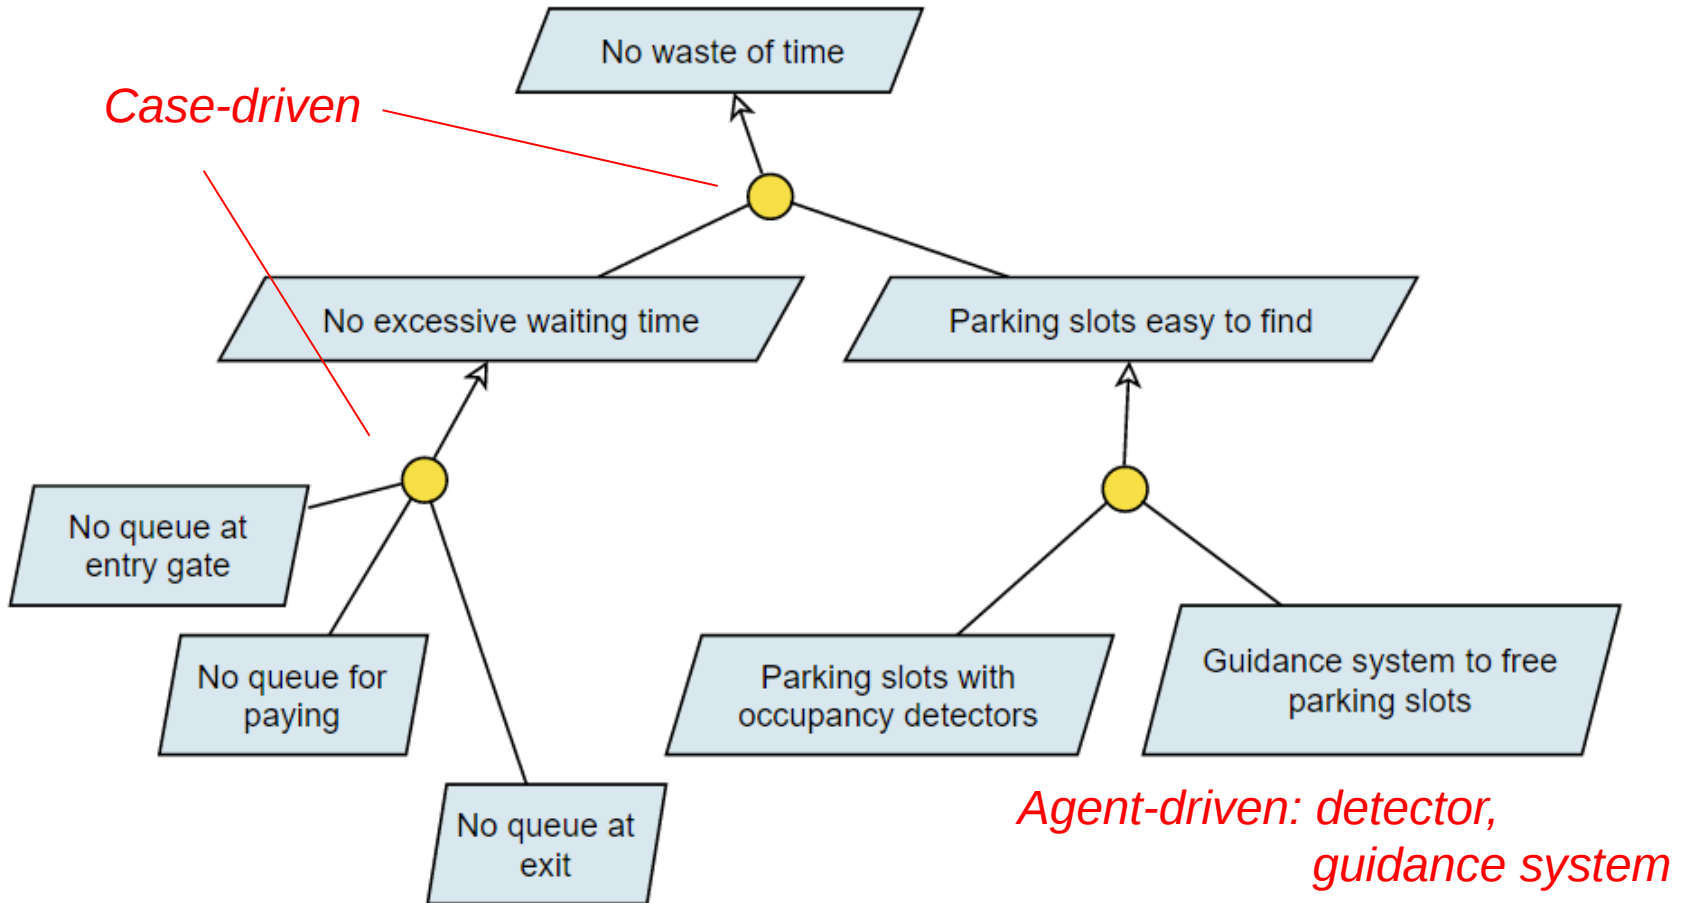 No waste of time
Case-driven
No excessive waiting time
Parking slots easy to find
No queue at
entry gate
No queue for
paying
No queue at
exit
Parking slots with
occupancy detectors
Guidance system to free
parking slots
Agent-driven: detector,
guidance system